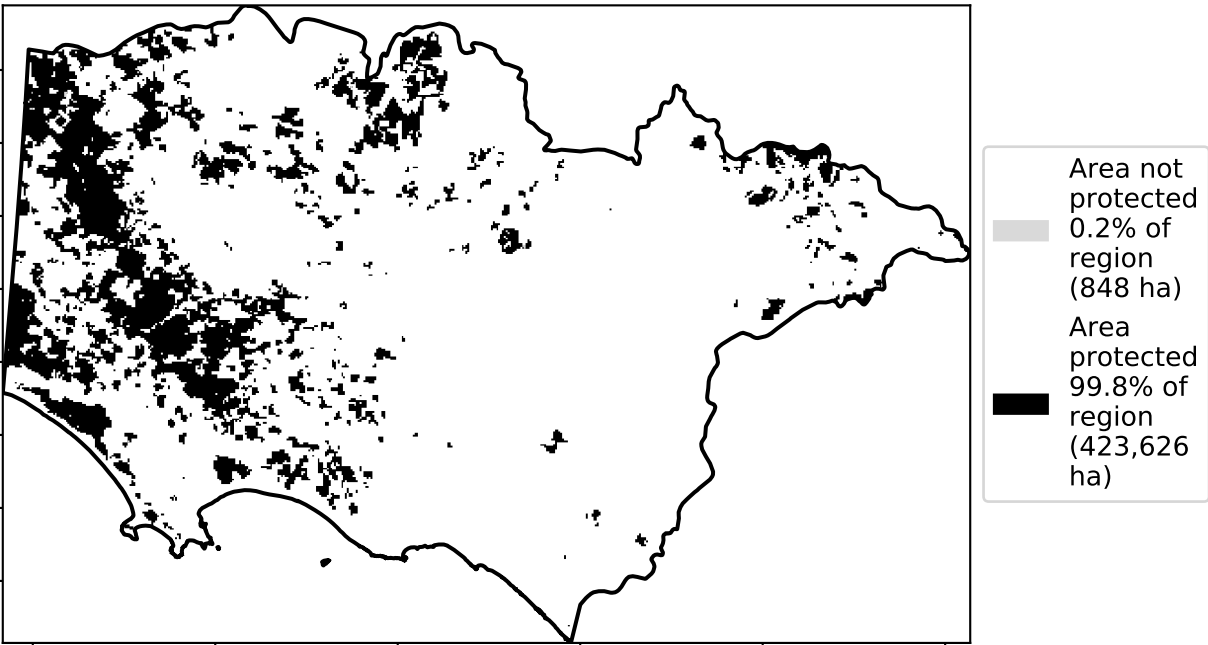 Area not
protected
0.2% of
region
(848 ha)
Area
protected
99.8% of
region
(423,626
ha)